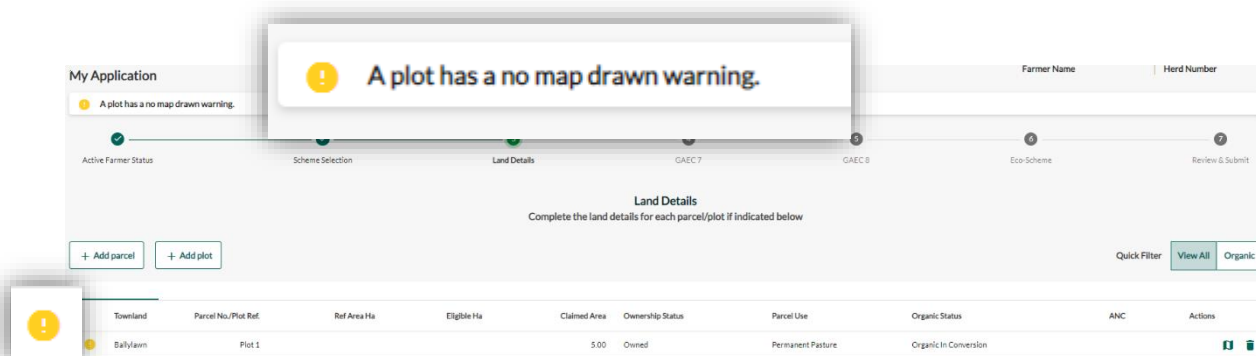 A plot has a no map drawn warning.
My Application
Farmer Name Herd Number
A plot has a no map drawn warning.
5 6 7
Active Farmer Status Scheme Selection Land Details GAEC 7 GAEC 8 Eco-Scheme Review & Submit
Land Details
Complete the land details for each parcel/plot if indicated below
+ Add parcel + Add plot Quick Filter View All Organic
Townland Parcel No./Plot Ref. Ref Area Ha Eligible Ha Claimed Area Ownership Status Parcel Use Organic Status ANC Actions
Ballylawn Plot 1 5.00 Owned Permanent Pasture Organic In Conversion